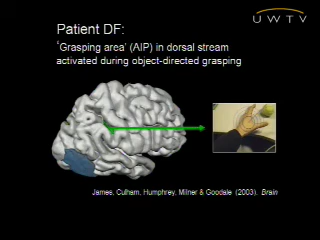 UWTV
Patient DF:
‘Grasping area’ (AIP) in dorsal stream
activated during object-directed grasping
James, Culham, Humphrey, Milner & Goodale (2003). Brain